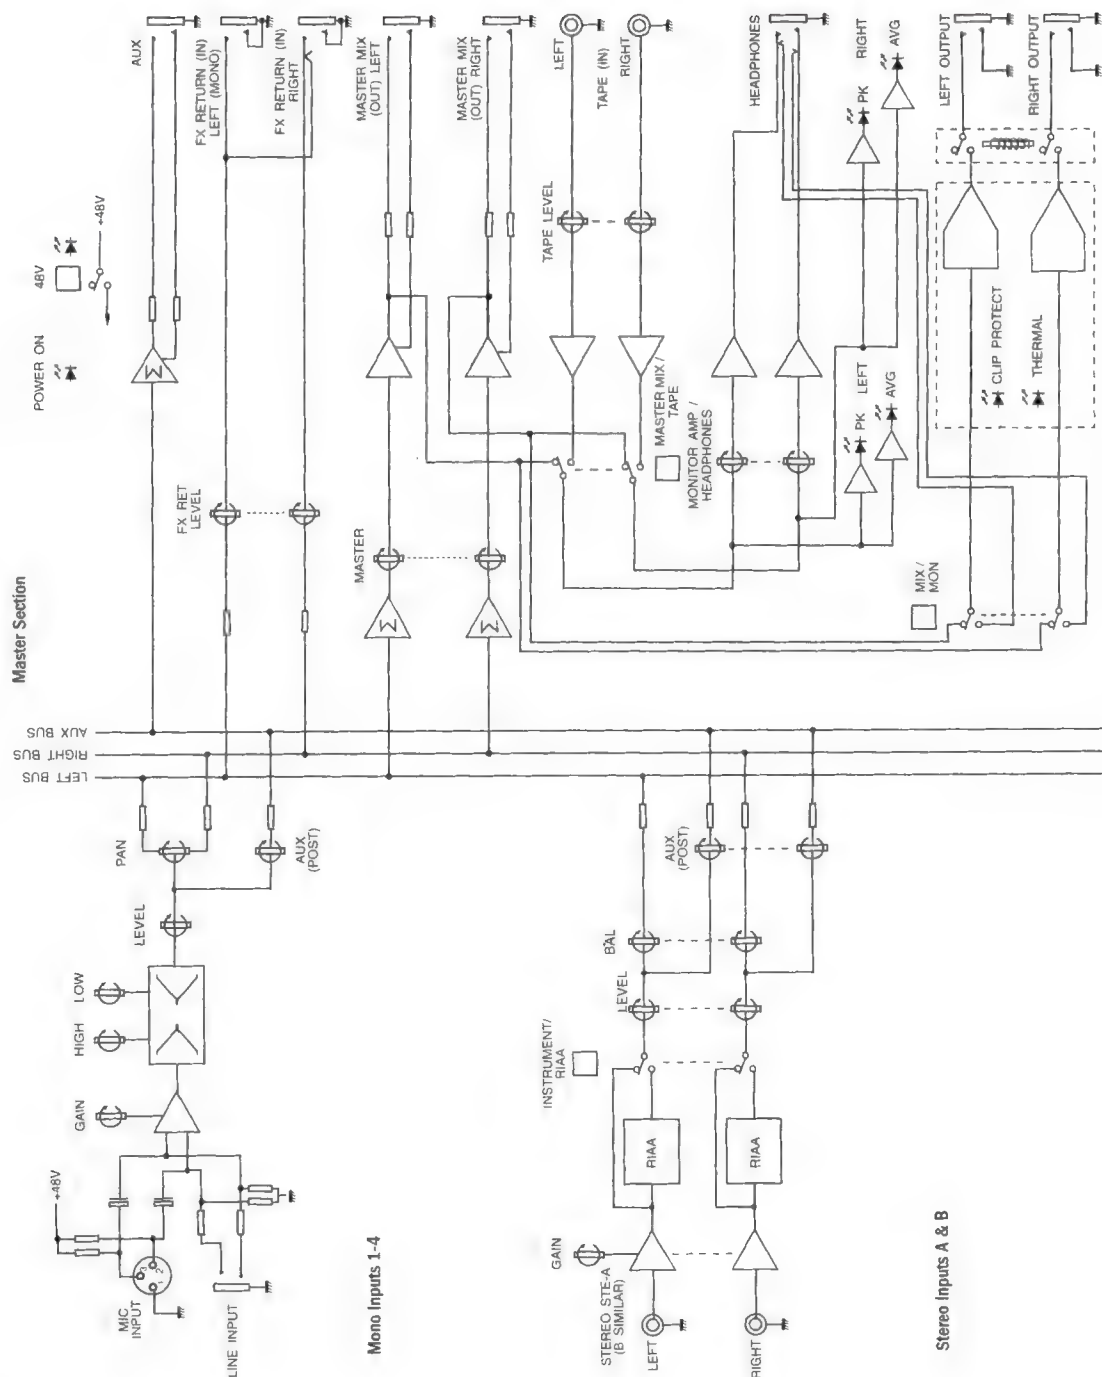 Master Section
POWER ON
48V
+48V
AUX
FX RETURN (IN)
LEFT (MONO)
FX RETURN (IN)
RIGHT
MASTER MIX
(OUT) LEFT
MASTER MIX
(OUT) RIGHT
LEFT
TAPE (IN)
RIGHT
HEADPHONES
RIGHT
PK
AVG
LEFT OUTPUT
RIGHT OUTPUT
FX RET
LEVEL
TAPE LEVEL
MASTER
Σ
Σ
Σ
MASTER MIX /
TAPE
MONITOR AMP /
HEADPHONES
LEFT
PK
AVG
CLIP PROTECT
THERMAL
MIX /
MON
AUX BUS
RIGHT BUS
LEFT BUS
PAN
AUX
(POST)
LEVEL
LOW
HIGH
GAIN
+48V
3
2
1
MIC
INPUT
LINE INPUT
Mono Inputs 1-4
AUX
(POST)
BAL
LEVEL
INSTRUMENT/
RIAA
RIAA
RIAA
GAIN
STEREO STE-A
(B SIMILAR)
LEFT
RIGHT
Stereo Inputs A & B